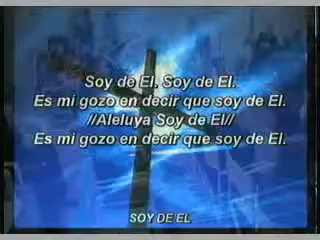 Soy de El, Soy de El.
Es mi gozo en decir que soy de El.
//Aleluya Soy de El//
Es mi gozo en decir que soy de El.
SOY DE EL